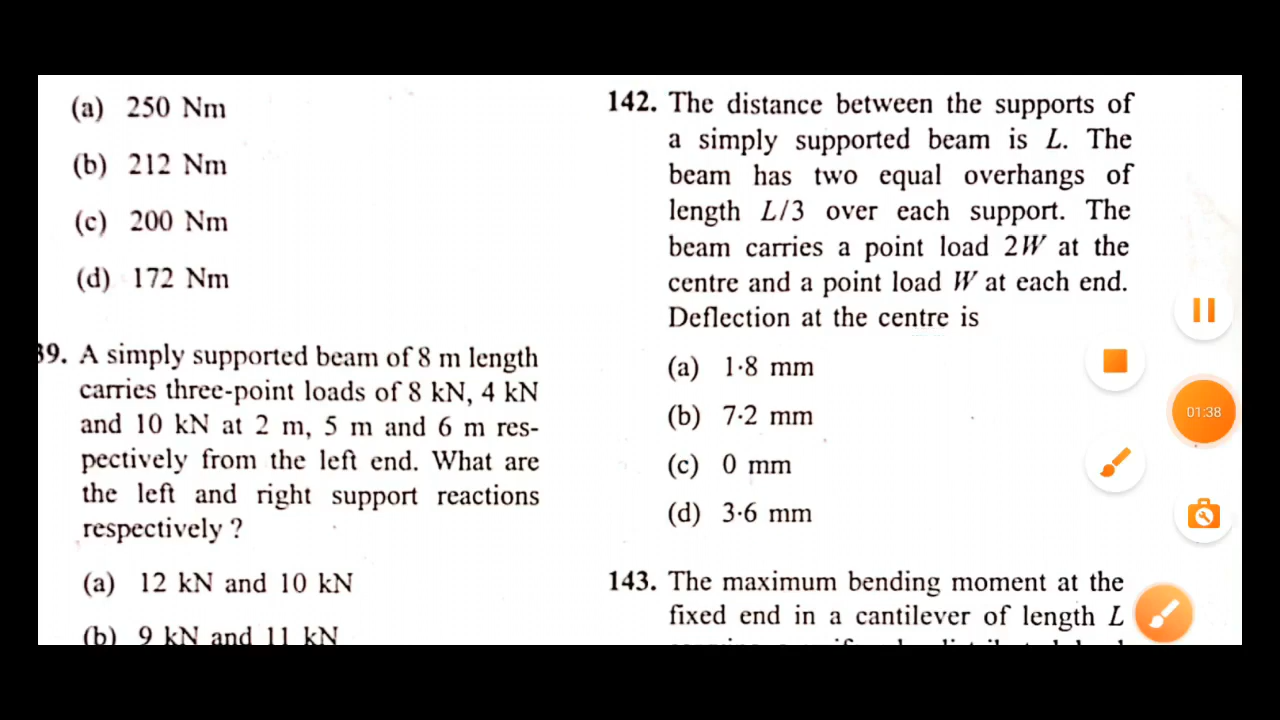 (a) 250 Nm
(b) 212 Nm
(c) 200 Nm
(d) 172 Nm
39. A simply supported beam of 8 m length
carries three-point loads of 8 kN, 4 kN
and 10 kN at 2 m, 5 m and 6 m res-
pectively from the left end. What are
the left and right support reactions
respectively ?
(a) 12 kN and 10 kN
(b) 9 kN and 11 kN
142. The distance between the supports of
a simply supported beam is L. The
beam has two equal overhangs of
length L/3 over each support. The
beam carries a point load 2W at the
centre and a point load W at each end.
Deflection at the centre is
(a) 1·8 mm
(b) 7·2 mm
(c) 0 mm
(d) 3·6 mm
143. The maximum bending moment at the
fixed end in a cantilever of length L
01:38